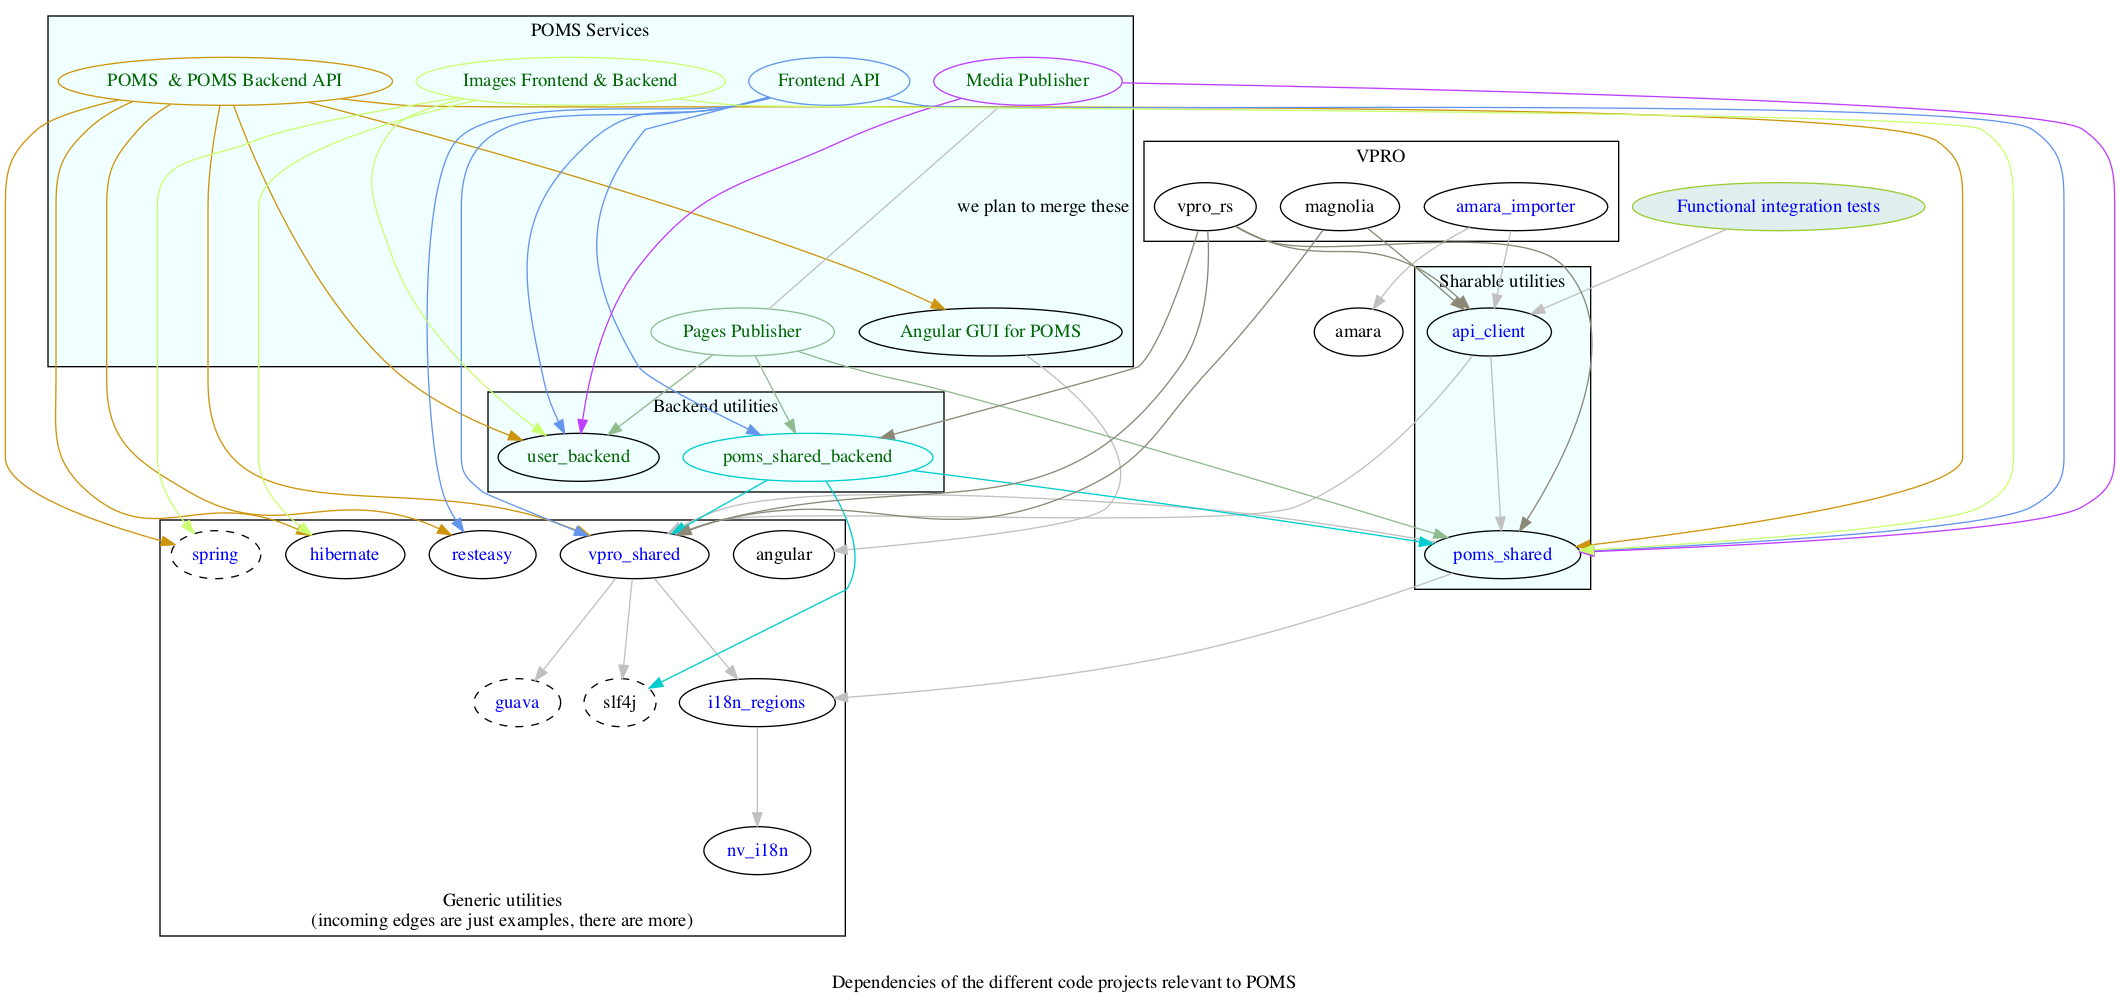 POMS Services
POMS  & POMS Backend API
Images Frontend & Backend
Frontend API
Media Publisher
VPRO
we plan to merge these
vpro_rs
magnolia
amara_importer
Functional integration tests
Sharable utilities
Pages Publisher
Angular GUI for POMS
amara
api_client
Backend utilities
user_backend
poms_shared_backend
spring
hibernate
resteasy
vpro_shared
angular
poms_shared
guava
slf4j
i18n_regions
nv_i18n
Generic utilities
(incoming edges are just examples, there are more)
Dependencies of the different code projects relevant to POMS